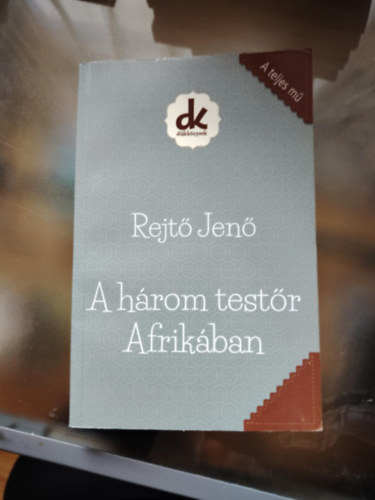 A teljes mű
dk
diákkönyvek
Rejtő Jenő
A három testőr
Afrikában